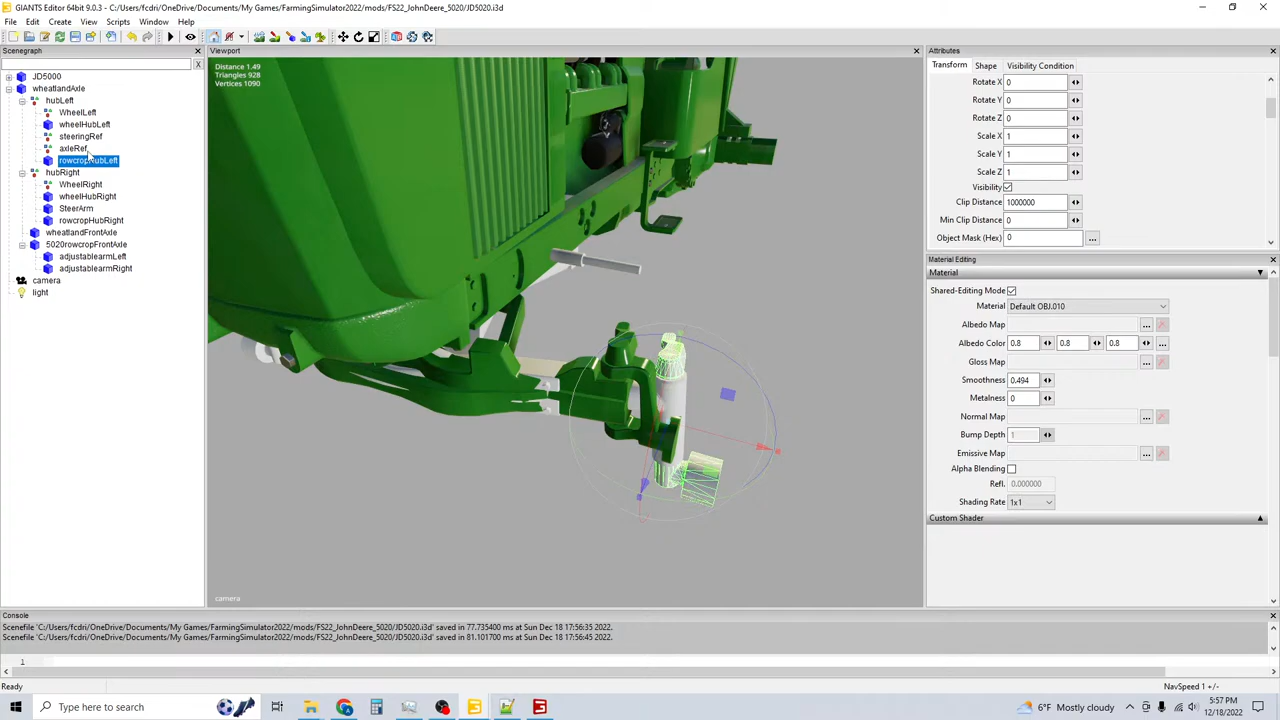 GIANTS Editor 64bit v9.0.3 - C:/Users/fcdri/OneDrive/Documents/My Games/FarmingSimulator2022/mods/FS22_JohnDeere_5020/JD5020.i3d
File Edit Create View Scripts Window Help
Scenegraph
X
JD5000
wheatlandAxle
hubLeft
WheelLeft
wheelHubLeft
steeringRef
axleRef
rowcropHubLeft
hubRight
WheelRight
wheelHubRight
SteerArm
rowcropHubRight
wheatlandFrontAxle
5020rowcropFrontAxle
adjustablearmLeft
adjustablearmRight
camera
light
Viewport
Distance 1.49
Triangles 928
Vertices 1090
camera
Attributes
Transform Shape Visibility Condition
Rotate X 0
Rotate Y 0
Rotate Z 0
Scale X 1
Scale Y 1
Scale Z 1
Visibility
Clip Distance 1000000
Min Clip Distance 0
Object Mask (Hex) 0 ...
Material Editing
Material
Shared-Editing Mode
Material Default OBJ.010
Albedo Map ...
Albedo Color 0.8 0.8 0.8 ...
Gloss Map ...
Smoothness 0.494
Metalness 0
Normal Map ...
Bump Depth 1
Emissive Map ...
Alpha Blending
Refl. 0.000000
Shading Rate 1x1
Custom Shader
Console
Scenefile 'C:/Users/fcdri/OneDrive/Documents/My Games/FarmingSimulator2022/mods/FS22_JohnDeere_5020/JD5020.i3d' saved in 77.735400 ms at Sun Dec 18 17:56:35 2022.
Scenefile 'C:/Users/fcdri/OneDrive/Documents/My Games/FarmingSimulator2022/mods/FS22_JohnDeere_5020/JD5020.i3d' saved in 81.101700 ms at Sun Dec 18 17:56:45 2022.
1
Ready
NavSpeed 1 +/-
Type here to search
6°F Mostly cloudy
5:57 PM
12/18/2022